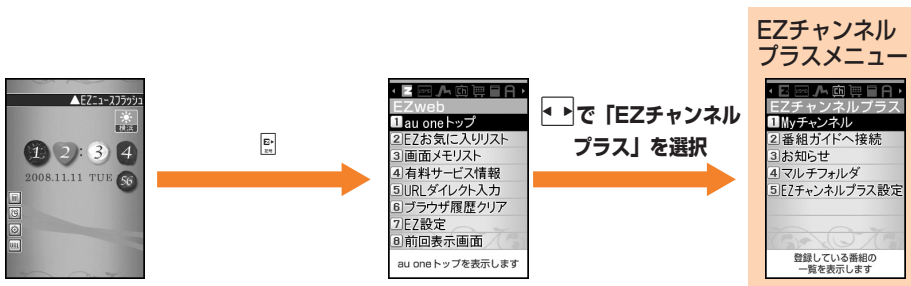 ▲EZニュースフラッシュ
横浜
12:34
2008.11.11 TUE 56
EZweb
1 au oneトップ
2 EZお気に入りリスト
3 画面メモリスト
4 有料サービス情報
5 URLダイレクト入力
6 ブラウザ履歴クリア
7 EZ設定
8 前回表示画面
au oneトップを表示します
で「EZチャンネル
プラス」を選択
EZチャンネル
プラスメニュー
EZチャンネルプラス
1 Myチャンネル
2 番組ガイドへ接続
3 お知らせ
4 マルチフォルダ
5 EZチャンネルプラス設定
登録している番組の
一覧を表示します